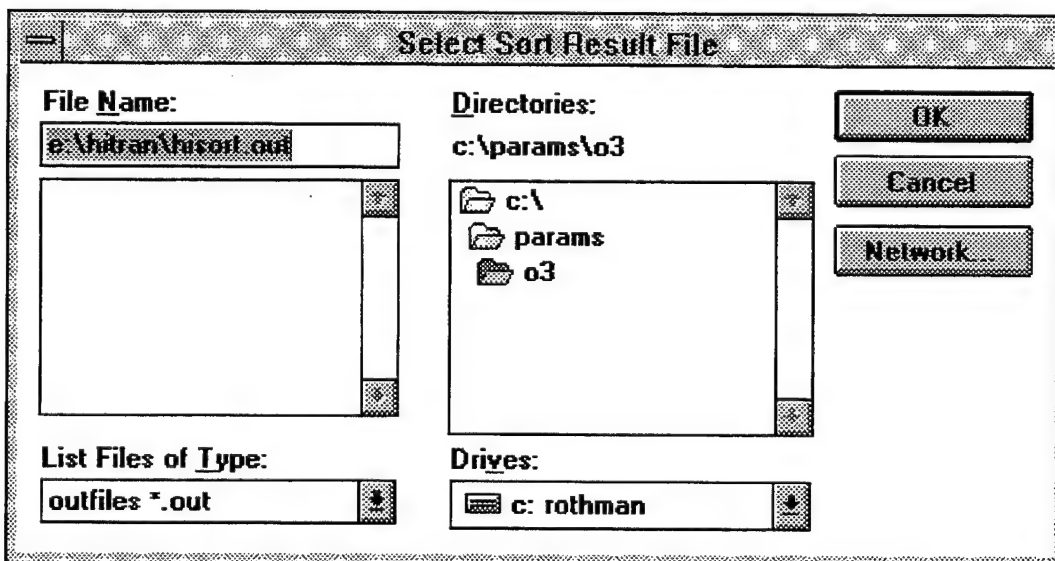 Select Sort Result File
File Name:
e:\hitran\hisort.out
Directories:
c:\params\o3
c:\
params
o3
OK
Cancel
Network...
List Files of Type:
outfiles *.out
Drives:
c: rothman